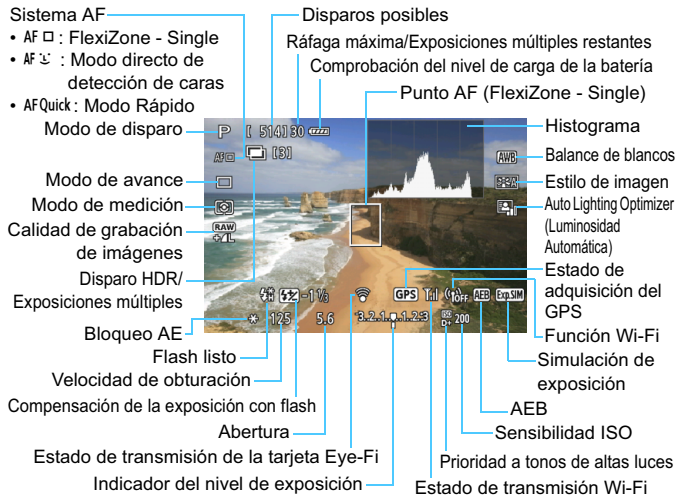 Sistema AF
• AF □ : FlexiZone - Single
• AF : Modo directo de
detección de caras
• AFQuick : Modo Rápido
Modo de disparo
Modo de avance
Modo de medición
Calidad de grabación
de imágenes
Disparo HDR/
Exposiciones múltiples
Bloqueo AE
Flash listo
Velocidad de obturación
Compensación de la exposición con flash
Abertura
Estado de transmisión de la tarjeta Eye-Fi
Indicador del nivel de exposición
Disparos posibles
Ráfaga máxima/Exposiciones múltiples restantes
Comprobación del nivel de carga de la batería
Punto AF (FlexiZone - Single)
Histograma
Balance de blancos
Estilo de imagen
Auto Lighting Optimizer
(Luminosidad
Automática)
Estado de
adquisición del
GPS
Función Wi-Fi
Simulación de
exposición
AEB
Sensibilidad ISO
Prioridad a tonos de altas luces
Estado de transmisión Wi-Fi
P [ 514] 30
AF □ [3]
AWB
RAW
+ L
H -1 ⅓ GPS OFF AEB Exp.SIM
* 125 5.6 3..2..1..1..2..3 ISO D+ 200